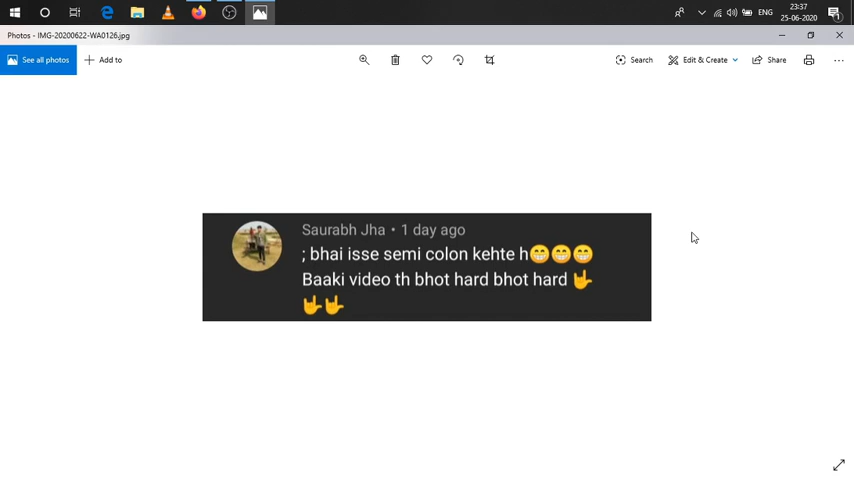 23:37
ENG
25-06-2020
1
Photos - IMG-20200622-WA0126.jpg
See all photos
Add to
Search
Edit & Create
Share
Saurabh Jha • 1 day ago
; bhai isse semi colon kehte h😁😁😁
Baaki video th bhot hard bhot hard 🤟
🤟🤟